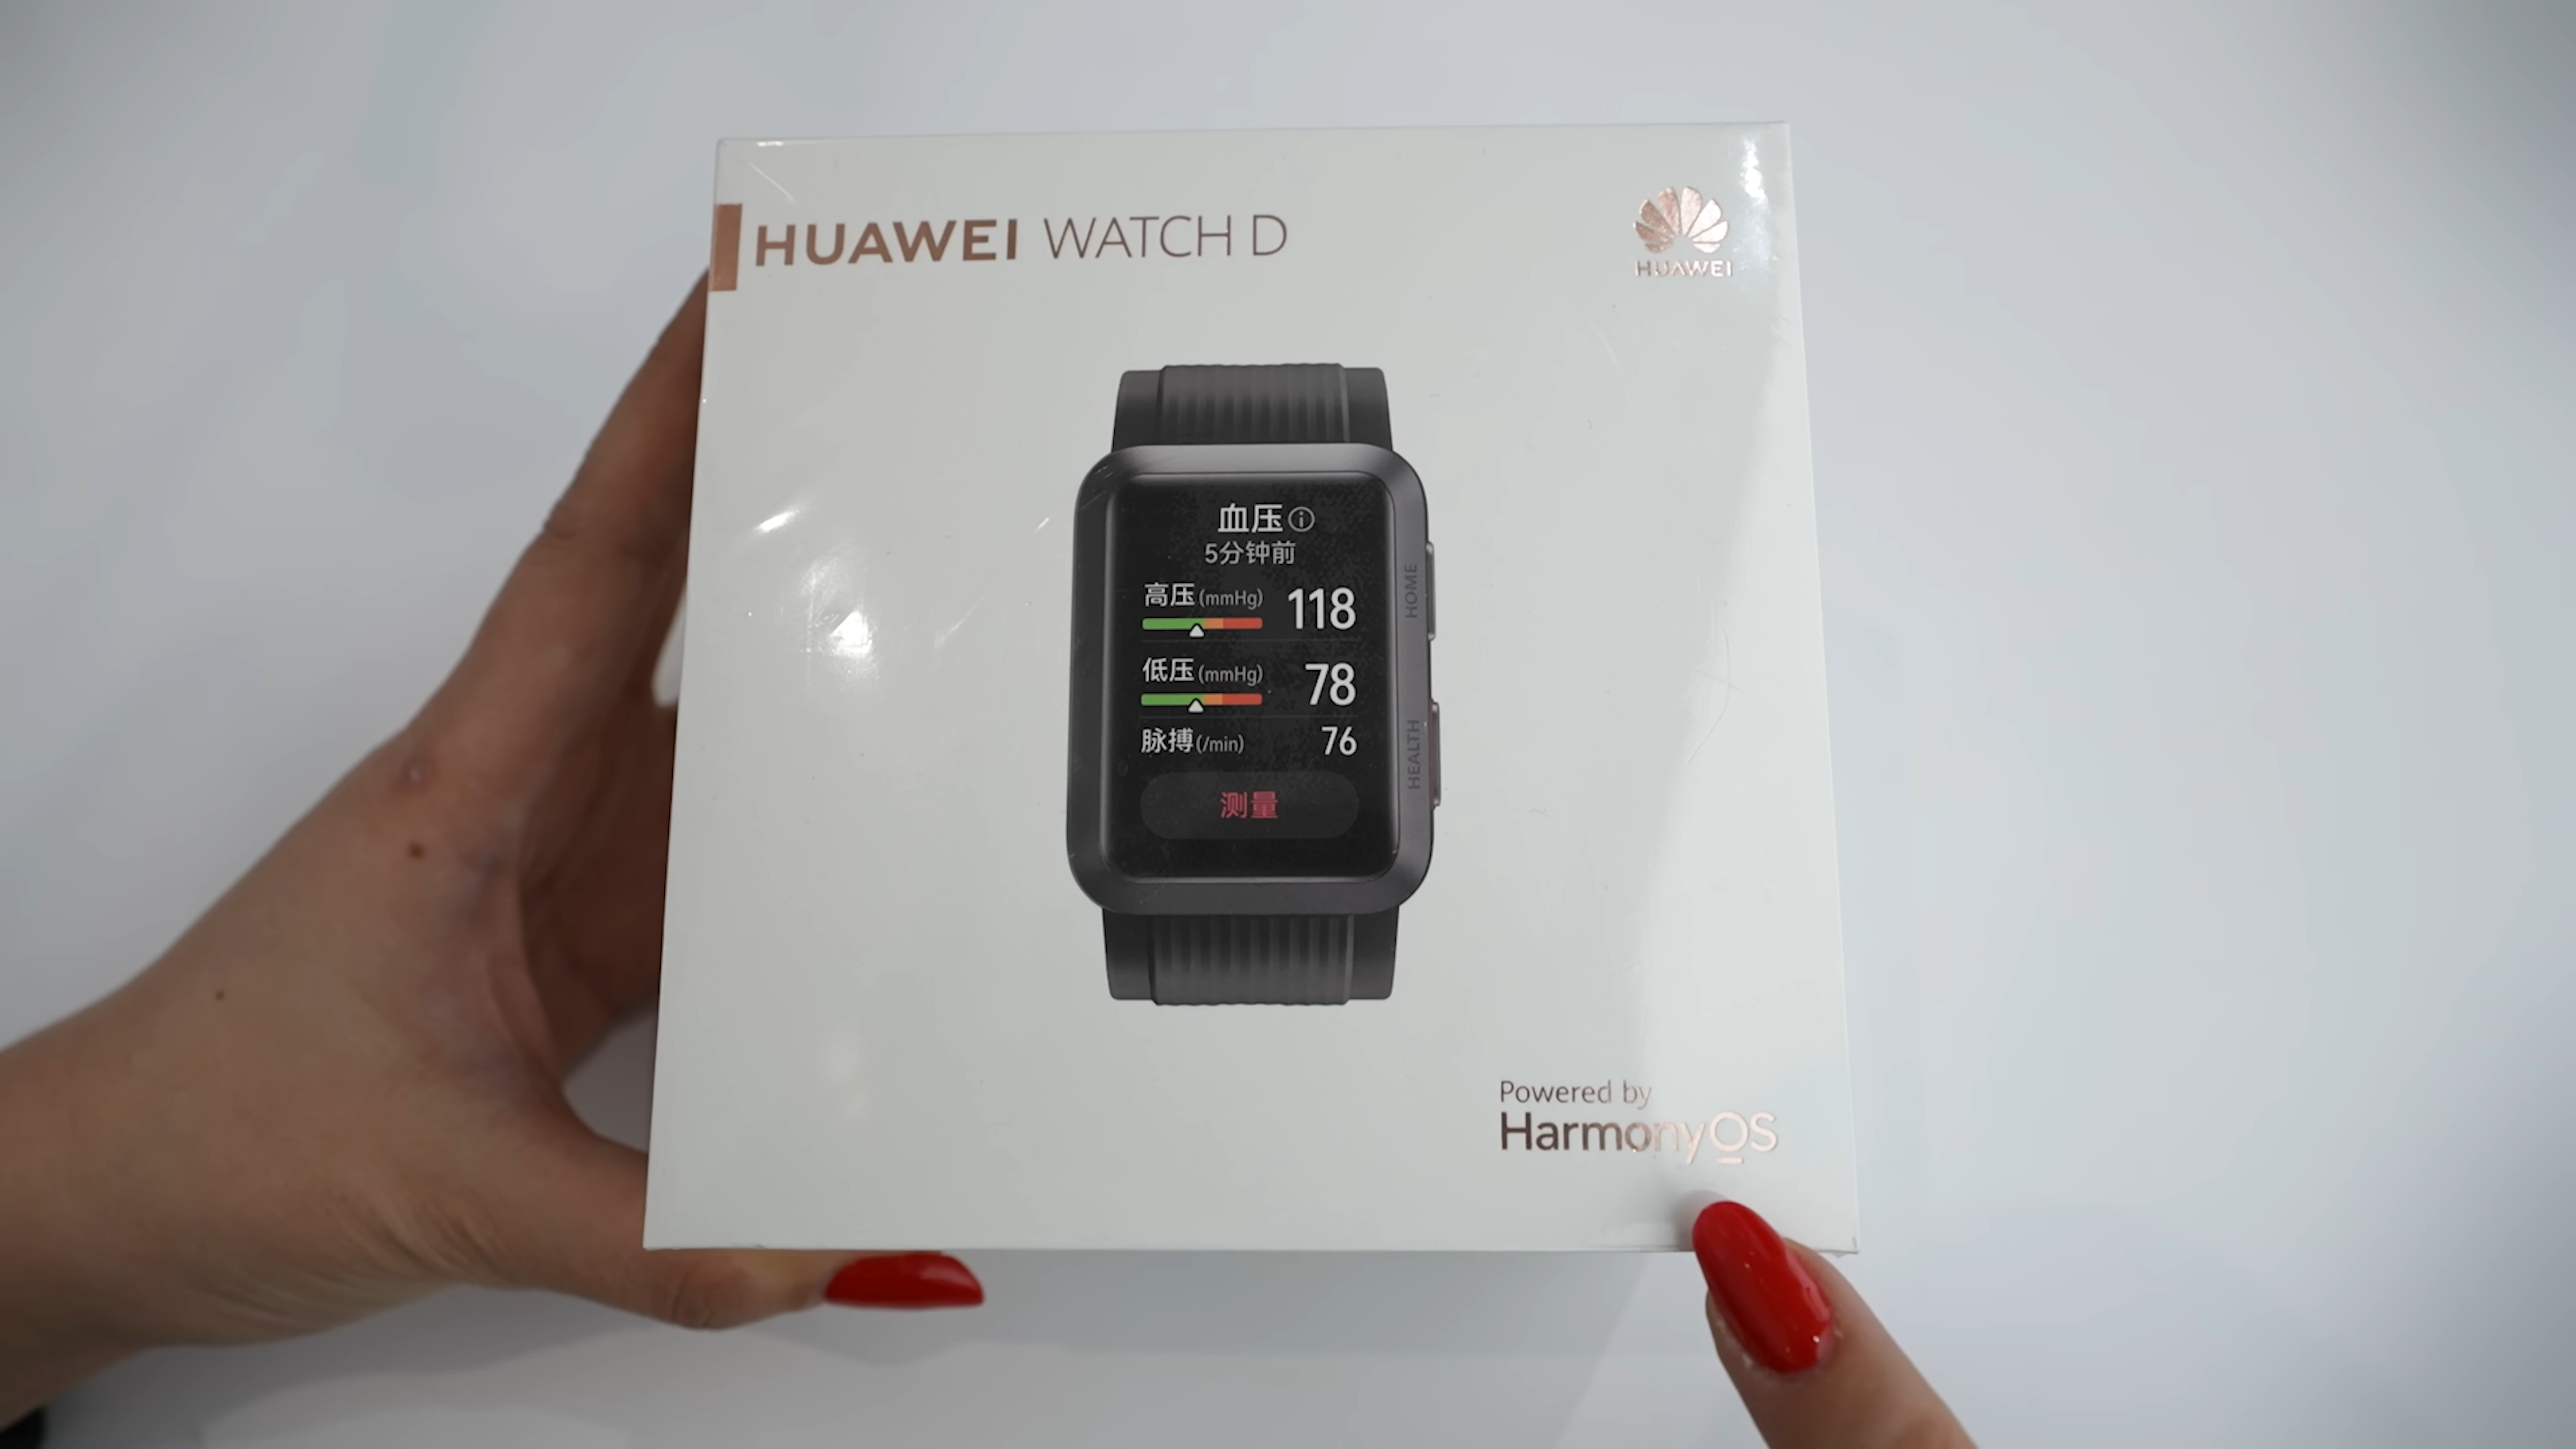 HUAWEI WATCH D
HUAWEI
血压
5分钟前
高压(mmHg) 118
低压(mmHg) 78
脉搏(/min) 76
测量
HOME
HEALTH
Powered by
HarmonyOS